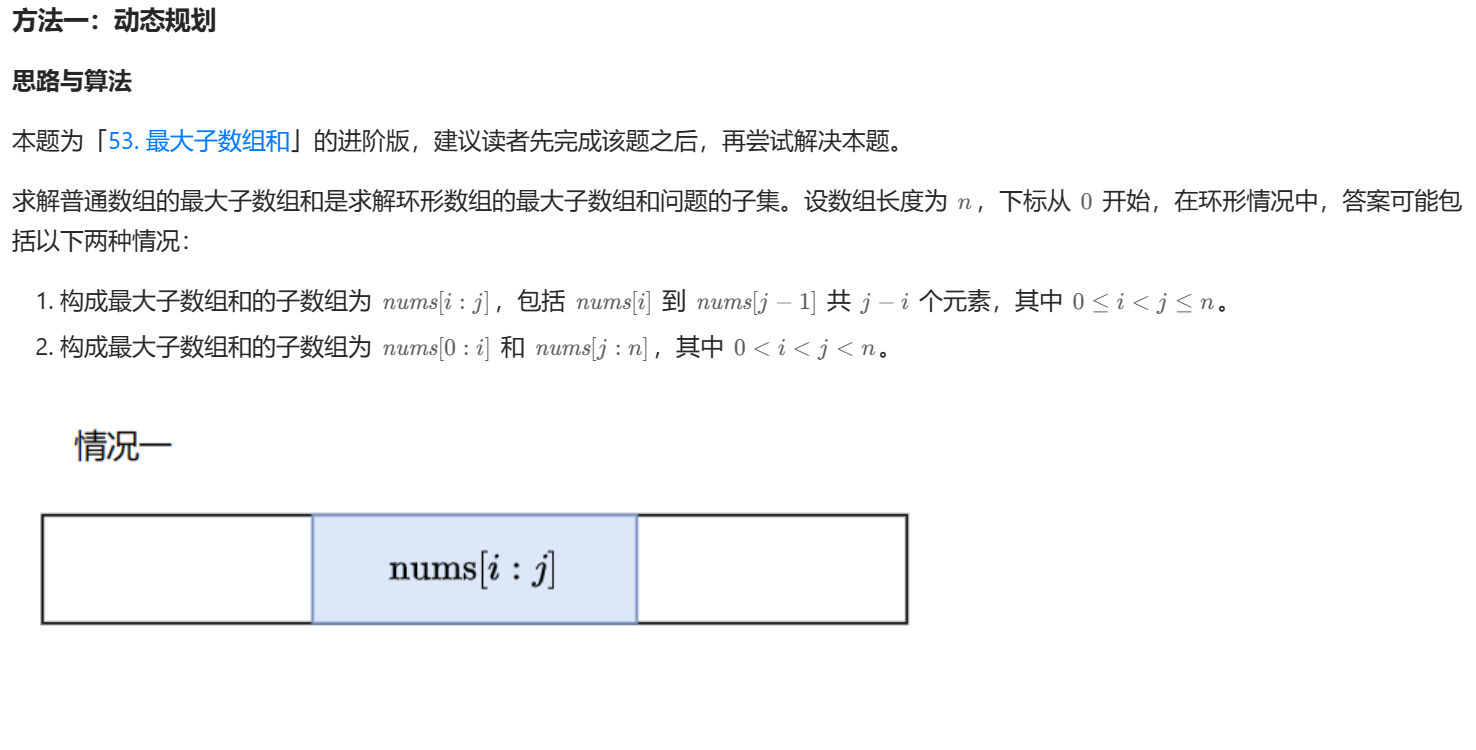 方法一：动态规划
思路与算法
本题为「53. 最大子数组和」的进阶版，建议读者先完成该题之后，再尝试解决本题。
求解普通数组的最大子数组和是求解环形数组的最大子数组和问题的子集。设数组长度为 n，下标从 0 开始，在环形情况中，答案可能包
括以下两种情况：
1. 构成最大子数组和的子数组为 nums[i : j]，包括 nums[i] 到 nums[j − 1] 共 j − i 个元素，其中 0 ≤ i < j ≤ n。
2. 构成最大子数组和的子数组为 nums[0 : i] 和 nums[j : n]，其中 0 < i < j < n。
情况一
nums[i : j]